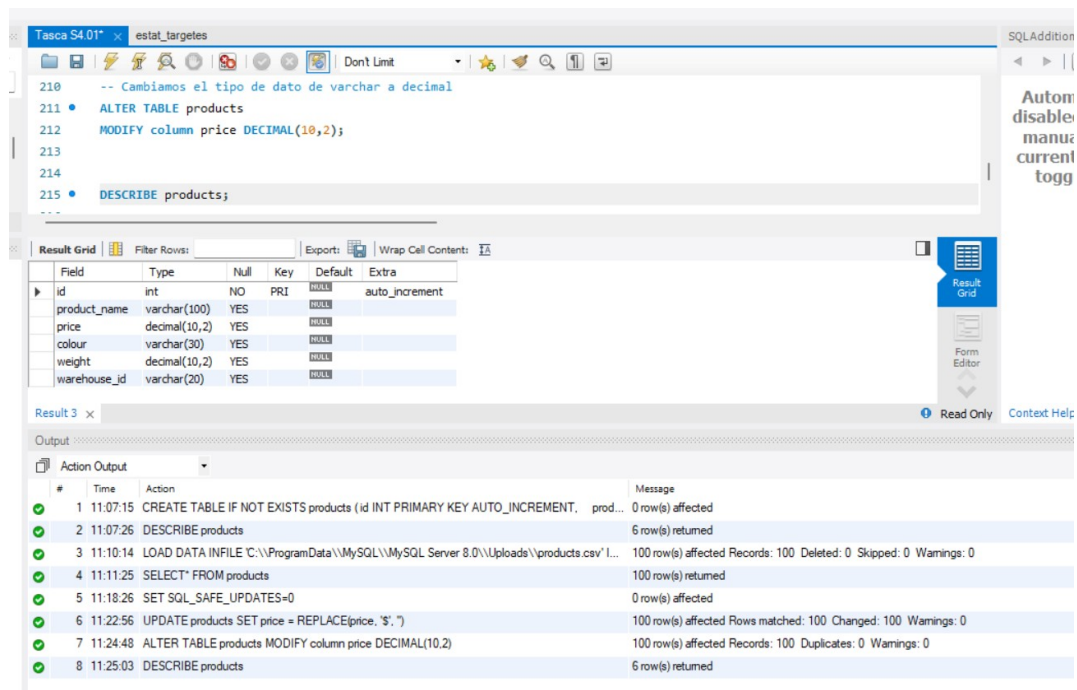 Tasca S4.01* × estat_targetes
SQLAddition
Don't Limit
210 -- Cambiamos el tipo de dato de varchar a decimal
211 ALTER TABLE products
212 MODIFY column price DECIMAL(10,2);
213
214
215 DESCRIBE products;
Autom
disabled
manua
current
togg
Result Grid Filter Rows: Export: Wrap Cell Content:
Field Type Null Key Default Extra
id int NO PRI NULL auto_increment
product_name varchar(100) YES NULL
price decimal(10,2) YES NULL
colour varchar(30) YES NULL
weight decimal(10,2) YES NULL
warehouse_id varchar(20) YES NULL
Result
Grid
Form
Editor
Result 3 × Read Only Context Help
Output
Action Output
# Time Action Message
1 11:07:15 CREATE TABLE IF NOT EXISTS products ( id INT PRIMARY KEY AUTO_INCREMENT, prod... 0 row(s) affected
2 11:07:26 DESCRIBE products 6 row(s) returned
3 11:10:14 LOAD DATA INFILE 'C:\\ProgramData\\MySQL\\MySQL Server 8.0\\Uploads\\products.csv' I... 100 row(s) affected Records: 100 Deleted: 0 Skipped: 0 Warnings: 0
4 11:11:25 SELECT* FROM products 100 row(s) returned
5 11:18:26 SET SQL_SAFE_UPDATES=0 0 row(s) affected
6 11:22:56 UPDATE products SET price = REPLACE(price, '$', '') 100 row(s) affected Rows matched: 100 Changed: 100 Warnings: 0
7 11:24:48 ALTER TABLE products MODIFY column price DECIMAL(10,2) 100 row(s) affected Records: 100 Duplicates: 0 Warnings: 0
8 11:25:03 DESCRIBE products 6 row(s) returned